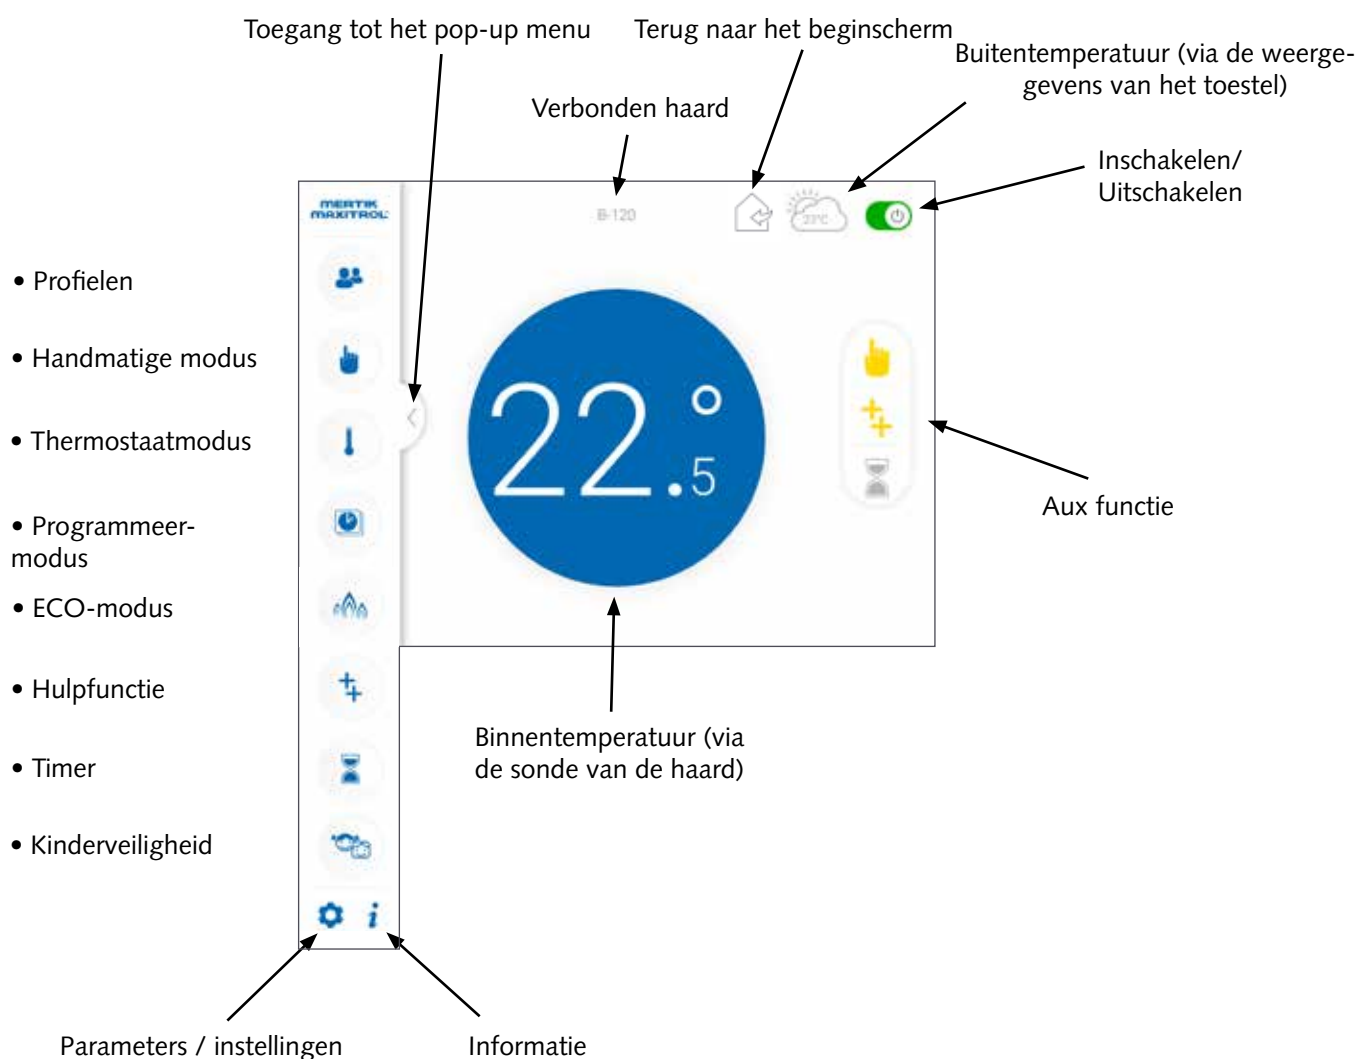 Toegang tot het pop-up menu
Terug naar het beginscherm
Buitentemperatuur (via de weerge-
gevens van het toestel)
Verbonden haard
Inschakelen/
Uitschakelen
MERTIK
MAXITROL
B-120
23°C
• Profielen
• Handmatige modus
• Thermostaatmodus
• Programmeer-
modus
• ECO-modus
• Hulpfunctie
• Timer
• Kinderveiligheid
22.5°
Aux functie
Binnentemperatuur (via
de sonde van de haard)
i
Parameters / instellingen
Informatie